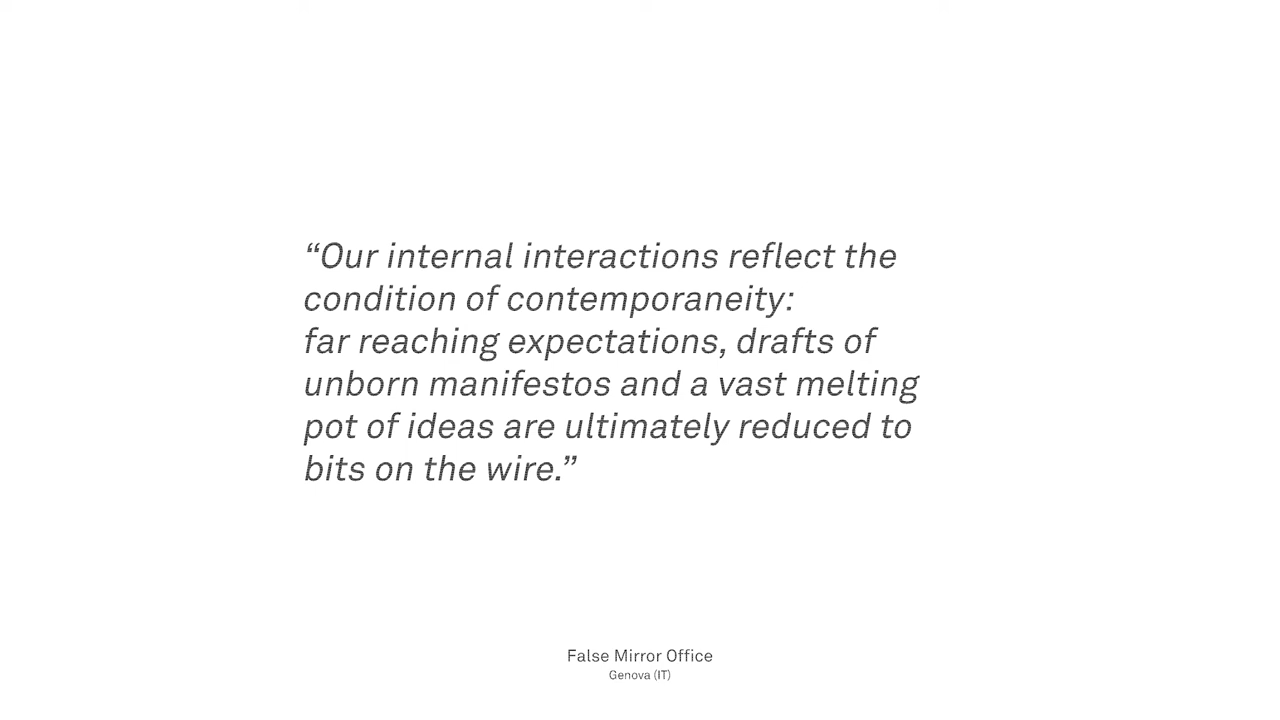 “Our internal interactions reflect the
condition of contemporaneity:
far reaching expectations, drafts of
unborn manifestos and a vast melting
pot of ideas are ultimately reduced to
bits on the wire.”
False Mirror Office
Genova (IT)